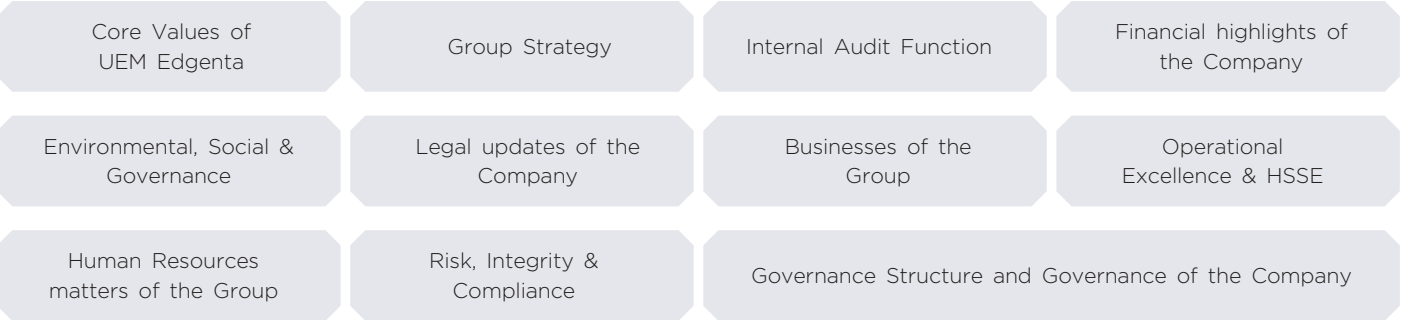 Core Values of
UEM Edgenta
Group Strategy
Internal Audit Function
Financial highlights of
the Company
Environmental, Social &
Governance
Legal updates of the
Company
Businesses of the
Group
Operational
Excellence & HSSE
Human Resources
matters of the Group
Risk, Integrity &
Compliance
Governance Structure and Governance of the Company